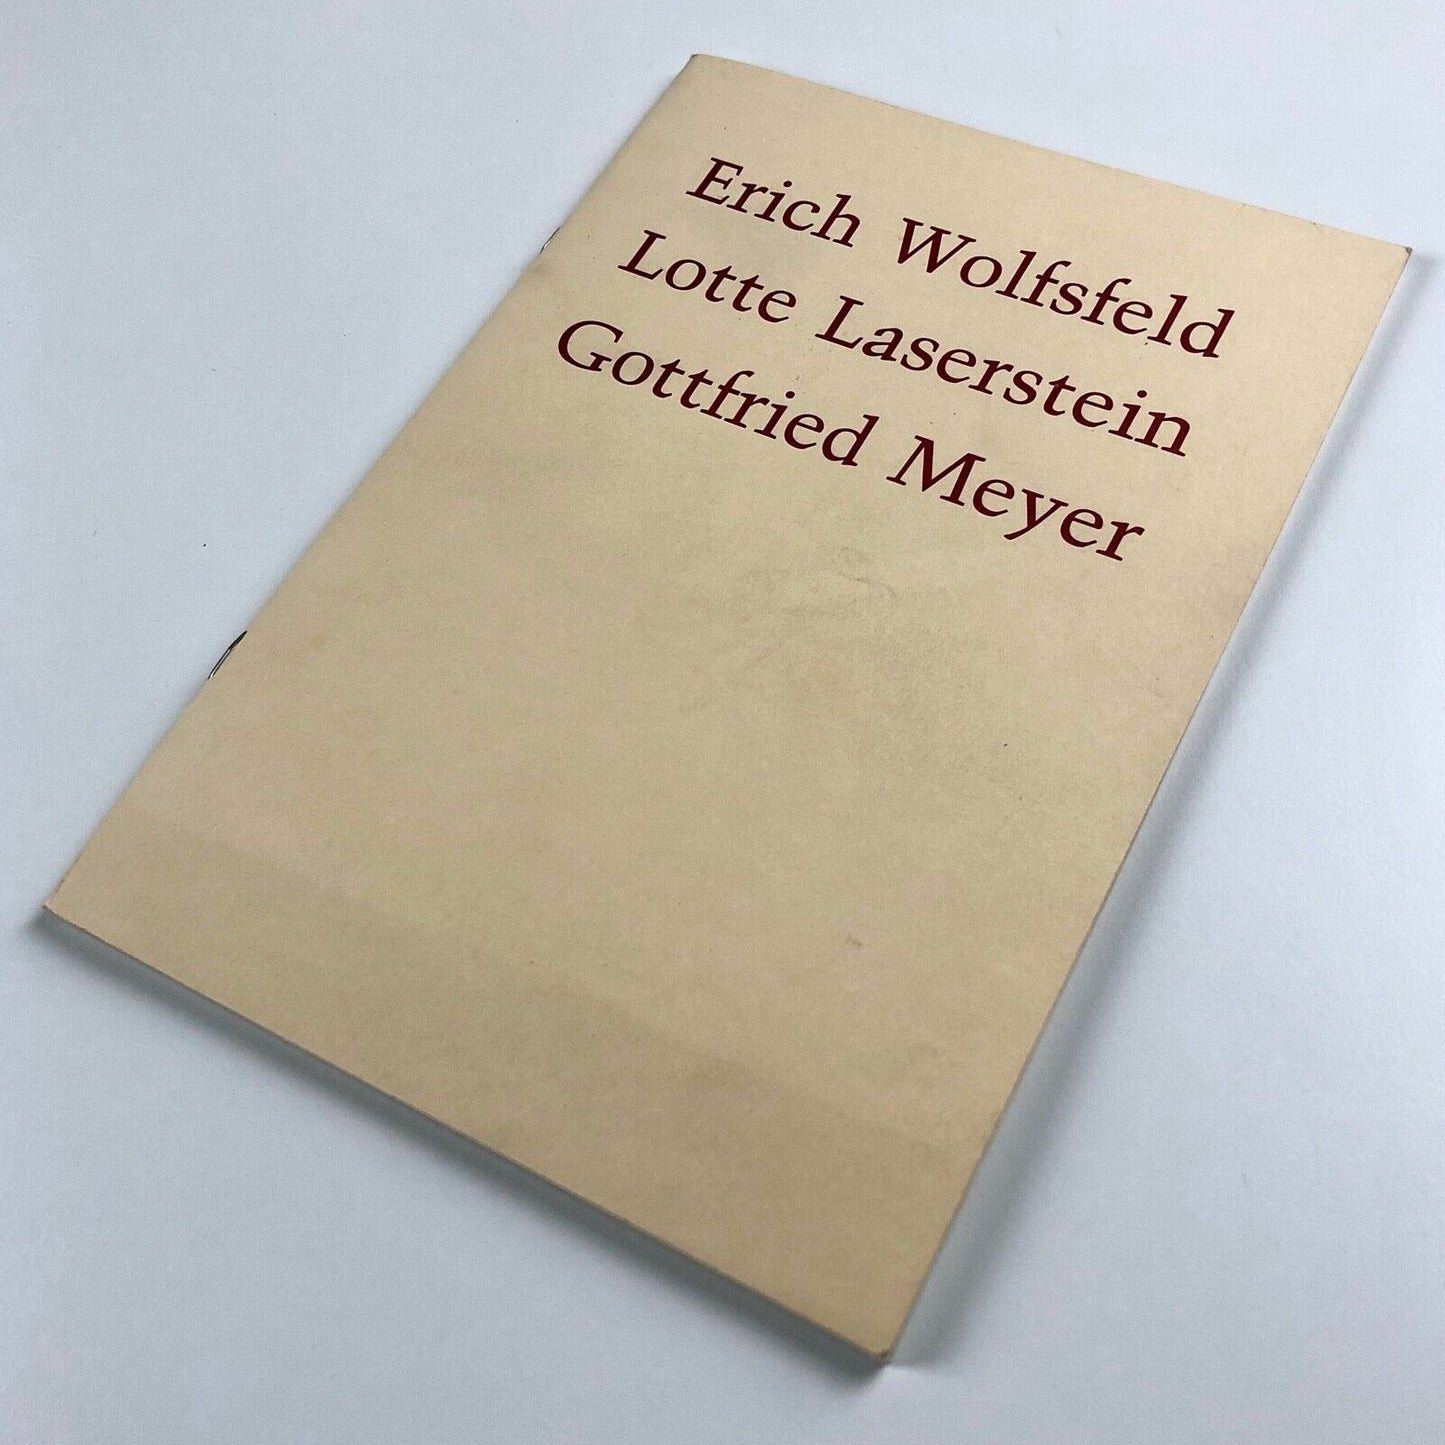 Erich Wolfsfeld
Lotte Laserstein
Gottfried Meyer